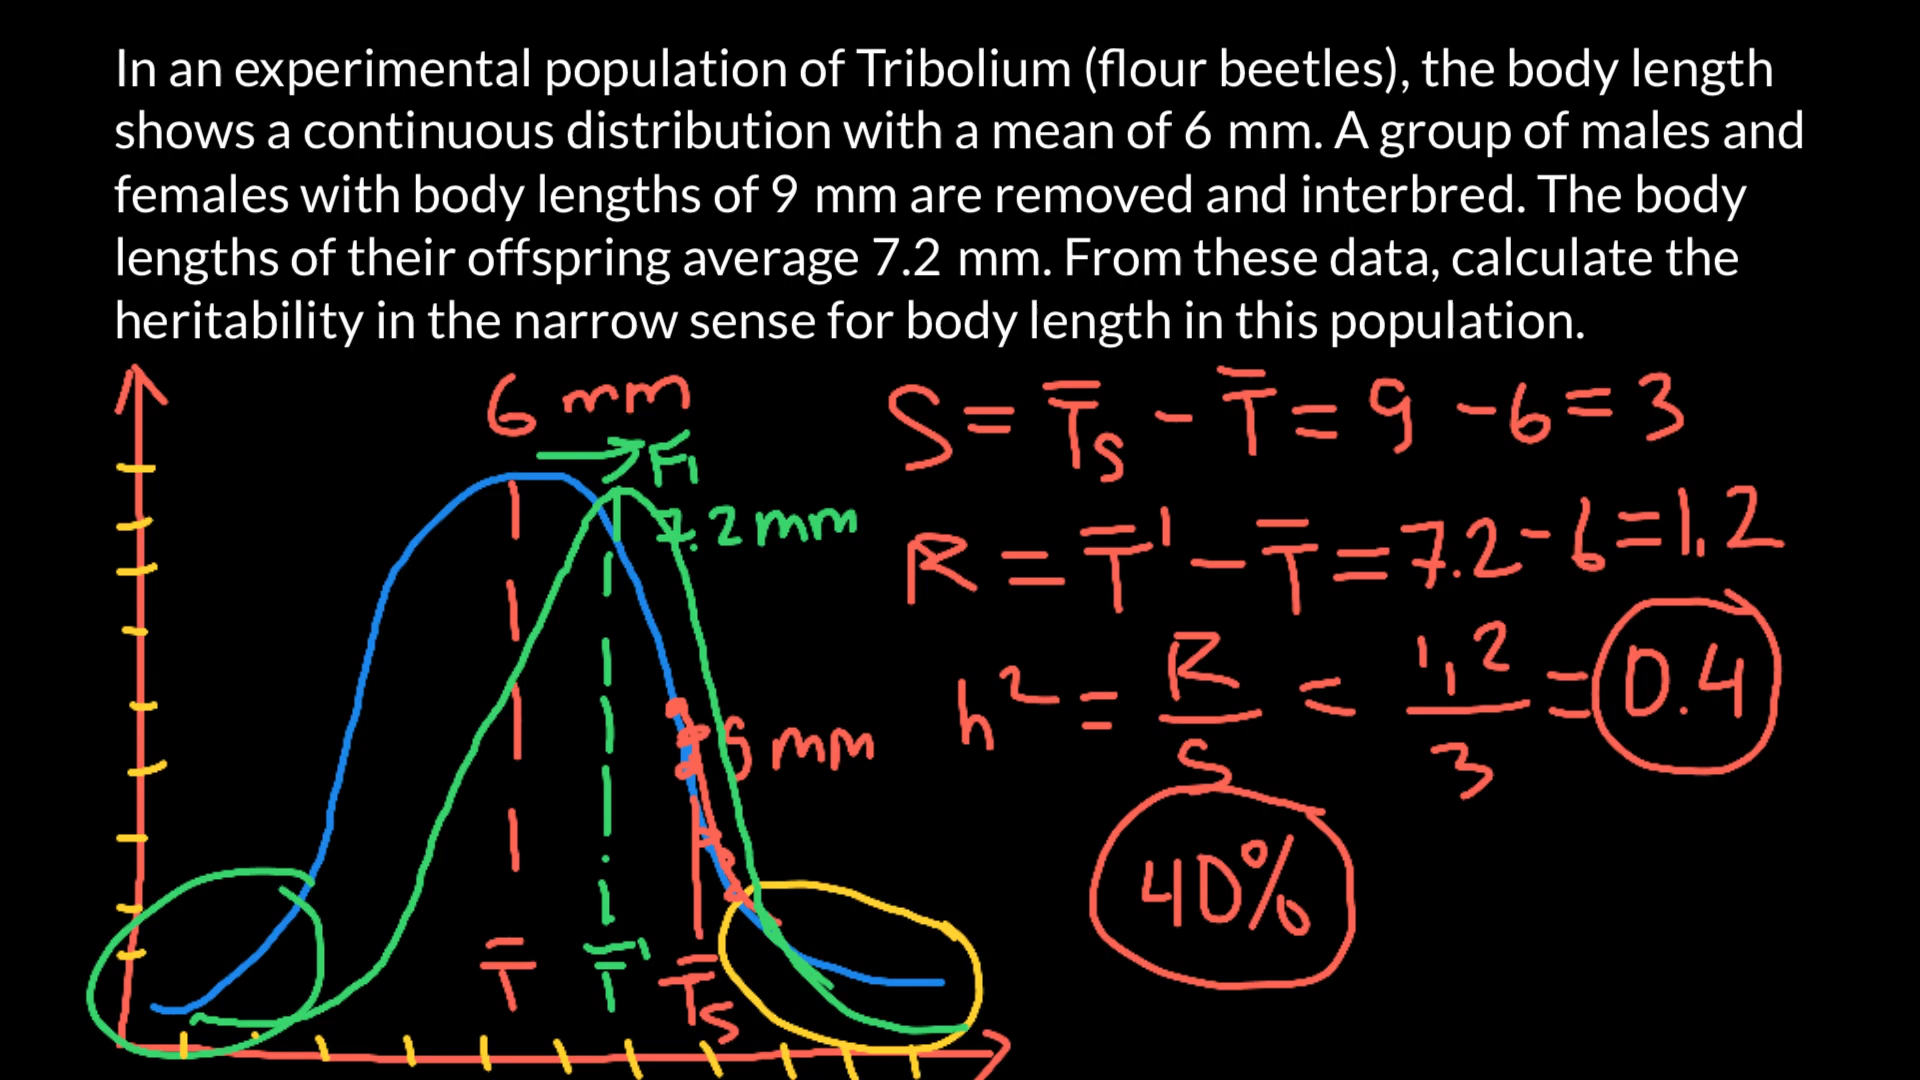 In an experimental population of Tribolium (flour beetles), the body length
shows a continuous distribution with a mean of 6 mm. A group of males and
females with body lengths of 9 mm are removed and interbred. The body
lengths of their offspring average 7.2 mm. From these data, calculate the
heritability in the narrow sense for body length in this population.
6 mm
F1
7.2 mm
mm
T̅
T̅'
T̅s
S = T̅s - T̅ = 9 - 6 = 3
R = T̅' - T̅ = 7.2 - 6 = 1,2
h² = R/S = 1,2/3 = 0.4
40%